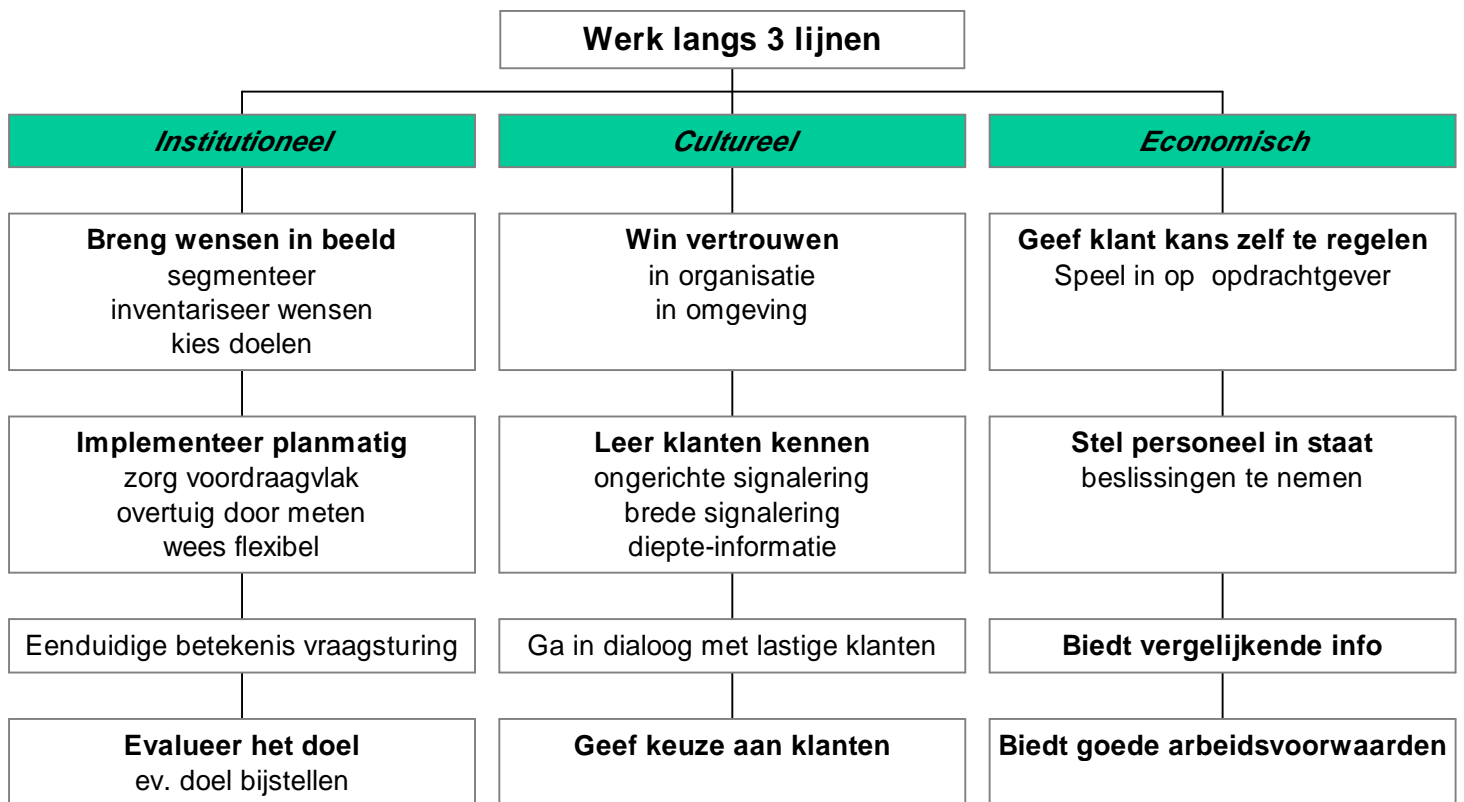 Werk langs 3 lijnen
Institutioneel
Breng wensen in beeld
segmenteer
inventariseer wensen
kies doelen
Implementeer planmatig
zorg voordraagvlak
overtuig door meten
wees flexibel
Eenduidige betekenis vraagsturing
Evalueer het doel
ev. doel bijstellen
Cultureel
Win vertrouwen
in organisatie
in omgeving
Leer klanten kennen
ongerichte signalering
brede signalering
diepte-informatie
Ga in dialoog met lastige klanten
Geef keuze aan klanten
Economisch
Geef klant kans zelf te regelen
Speel in op opdrachtgever
Stel personeel in staat
beslissingen te nemen
Biedt vergelijkende info
Biedt goede arbeidsvoorwaarden